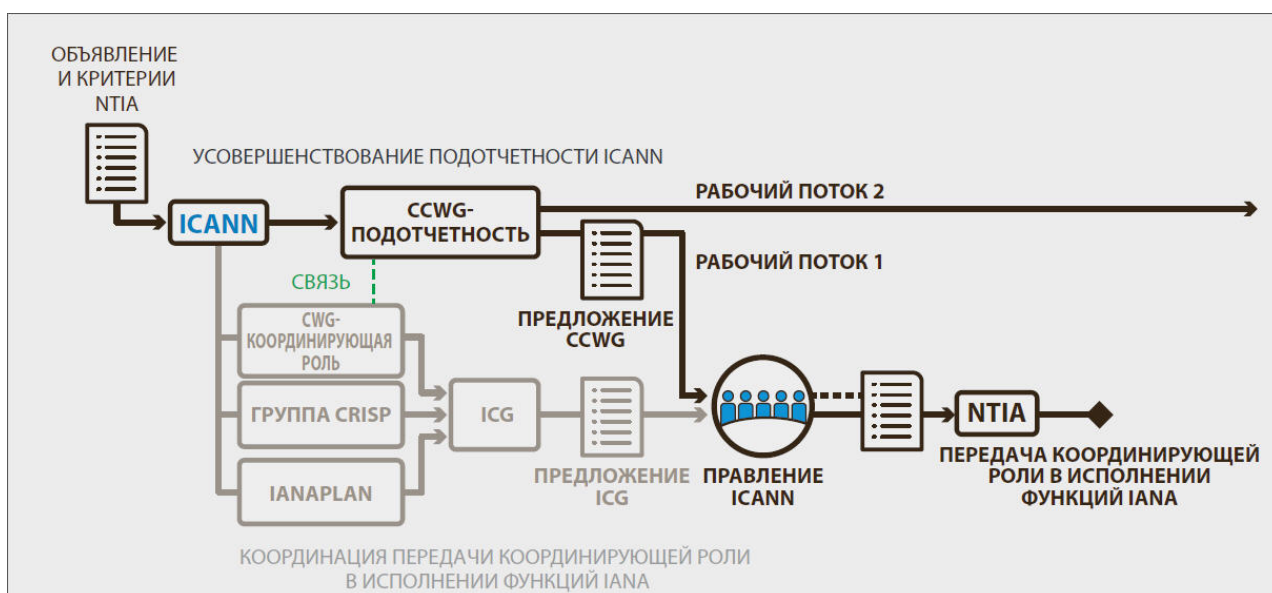 ОБЪЯВЛЕНИЕ
И КРИТЕРИИ
NTIA
УСОВЕРШЕНСТВОВАНИЕ ПОДОТЧЕТНОСТИ ICANN
ICANN
CCWG-
ПОДОТЧЕТНОСТЬ
РАБОЧИЙ ПОТОК 2
РАБОЧИЙ ПОТОК 1
СВЯЗЬ
ПРЕДЛОЖЕНИЕ
CCWG
CWG-
КООРДИНИРУЮЩАЯ
РОЛЬ
ГРУППА CRISP
IANAPLAN
ICG
ПРЕДЛОЖЕНИЕ
ICG
ПРАВЛЕНИЕ
ICANN
NTIA
ПЕРЕДАЧА КООРДИНИРУЮЩЕЙ
РОЛИ В ИСПОЛНЕНИИ
ФУНКЦИЙ IANA
КООРДИНАЦИЯ ПЕРЕДАЧИ КООРДИНИРУЮЩЕЙ РОЛИ
В ИСПОЛНЕНИИ ФУНКЦИЙ IANA